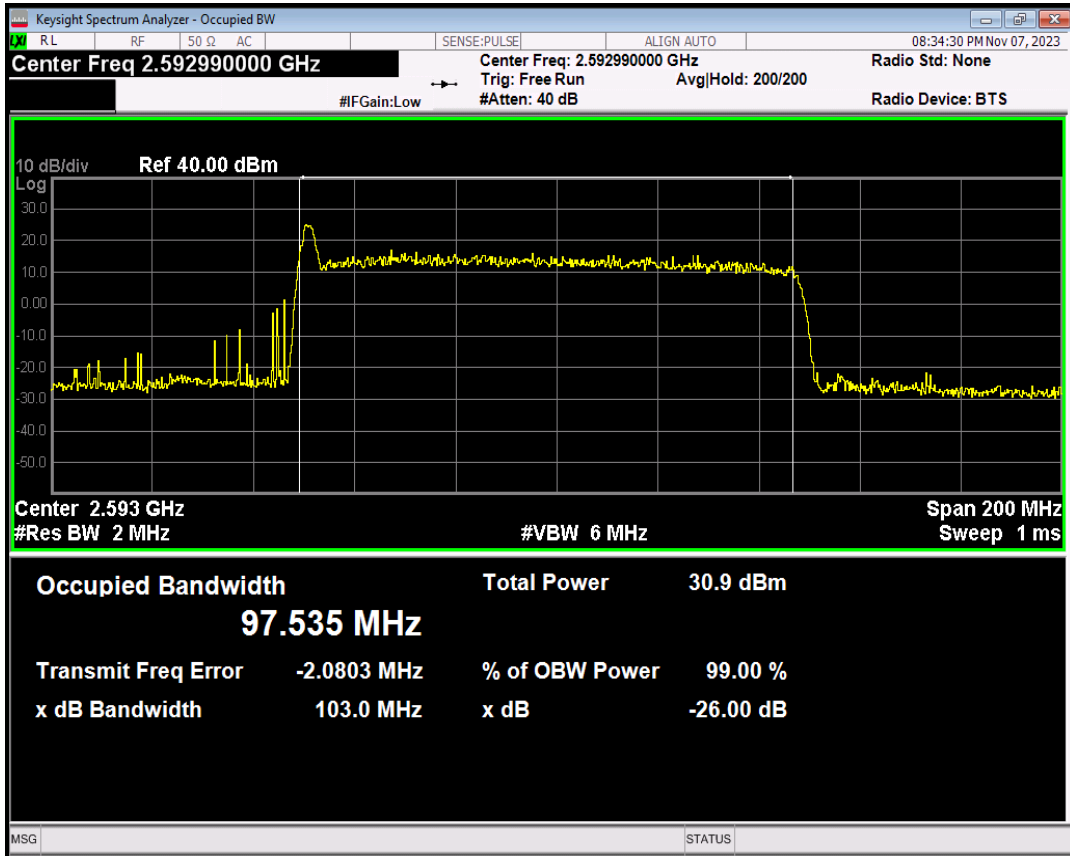 Keysight Spectrum Analyzer - Occupied BW
LXI RL RF 50 Ω AC SENSE:PULSE ALIGN AUTO 08:34:30 PM Nov 07, 2023
Center Freq 2.592990000 GHz
Center Freq: 2.592990000 GHz
Radio Std: None
Trig: Free Run Avg|Hold: 200/200
#IFGain:Low #Atten: 40 dB Radio Device: BTS
10 dB/div Ref 40.00 dBm
Log
30.0
20.0
10.0
0.00
-10.0
-20.0
-30.0
-40.0
-50.0
Center 2.593 GHz Span 200 MHz
#Res BW 2 MHz #VBW 6 MHz Sweep 1 ms
Occupied Bandwidth Total Power 30.9 dBm
97.535 MHz
Transmit Freq Error -2.0803 MHz % of OBW Power 99.00 %
x dB Bandwidth 103.0 MHz x dB -26.00 dB
MSG STATUS